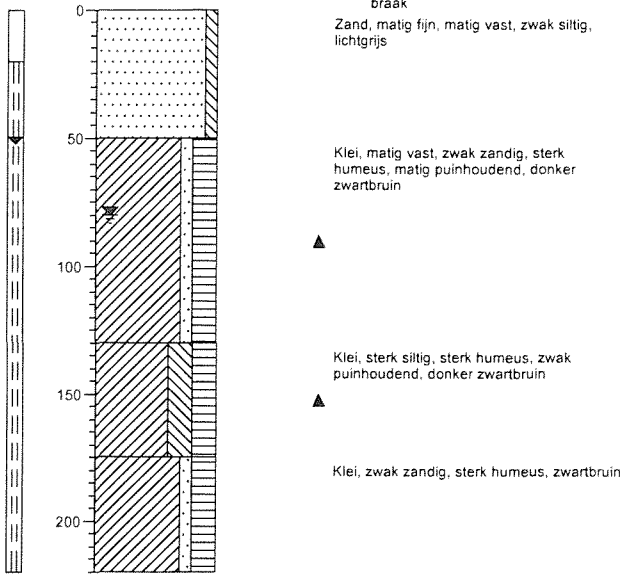 braak
0
Zand, matig fijn, matig vast, zwak siltig,
lichtgrijs
50
Klei, matig vast, zwak zandig, sterk
humeus, matig puinhoudend, donker
zwartbruin
100
Klei, sterk siltig, sterk humeus, zwak
puinhoudend, donker zwartbruin
150
Klei, zwak zandig, sterk humeus, zwartbruin
200